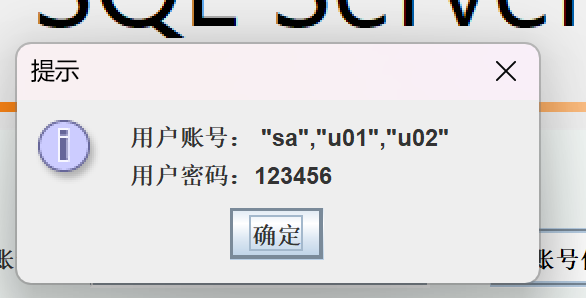 SQL Server
提示
用户账号： "sa","u01","u02"
用户密码：123456
确定
账
账号